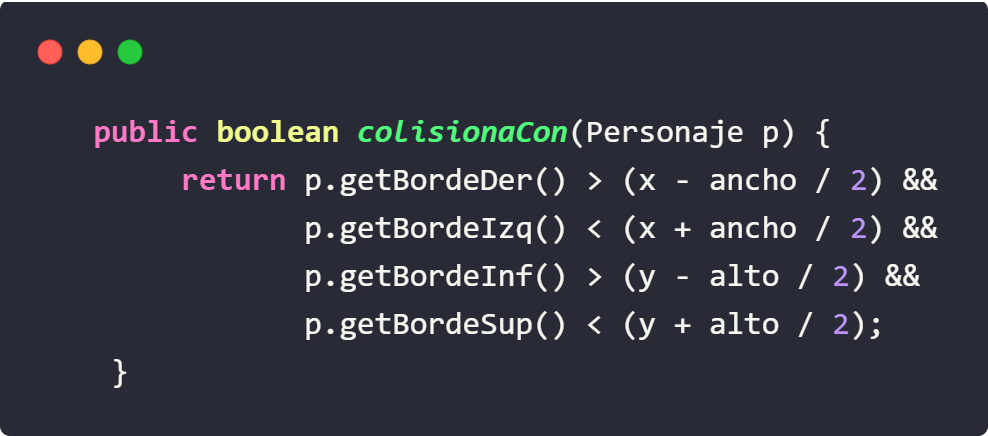 public boolean colisionaCon(Personaje p) {
return p.getBordeDer() > (x - ancho / 2) &&
p.getBordeIzq() < (x + ancho / 2) &&
p.getBordeInf() > (y - alto / 2) &&
p.getBordeSup() < (y + alto / 2);
}